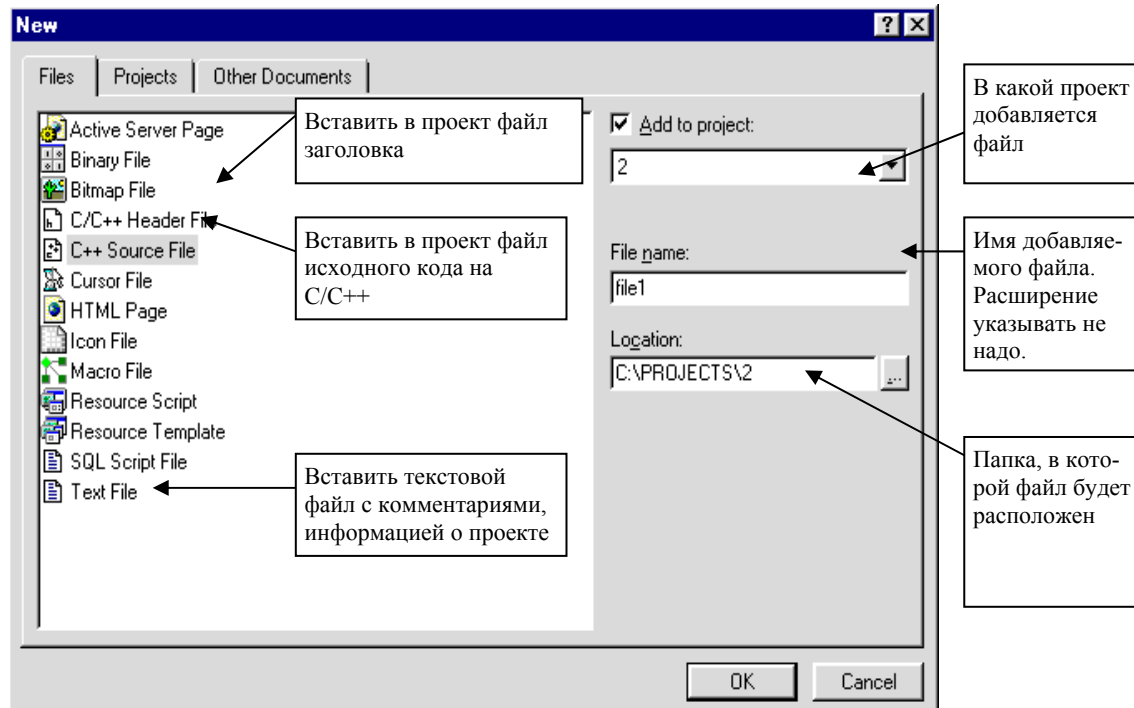 New
Files
Projects
Other Documents
Active Server Page
Binary File
Bitmap File
C/C++ Header File
C++ Source File
Cursor File
HTML Page
Icon File
Macro File
Resource Script
Resource Template
SQL Script File
Text File
Вставить в проект файл
заголовка
Вставить в проект файл
исходного кода на
C/C++
Вставить текстовой
файл с комментариями,
информацией о проекте
Add to project:
2
File name:
file1
Location:
C:\PROJECTS\2
...
OK
Cancel
В какой проект
добавляется
файл
Имя добавляе-
мого файла.
Расширение
указывать не
надо.
Папка, в кото-
рой файл будет
расположен